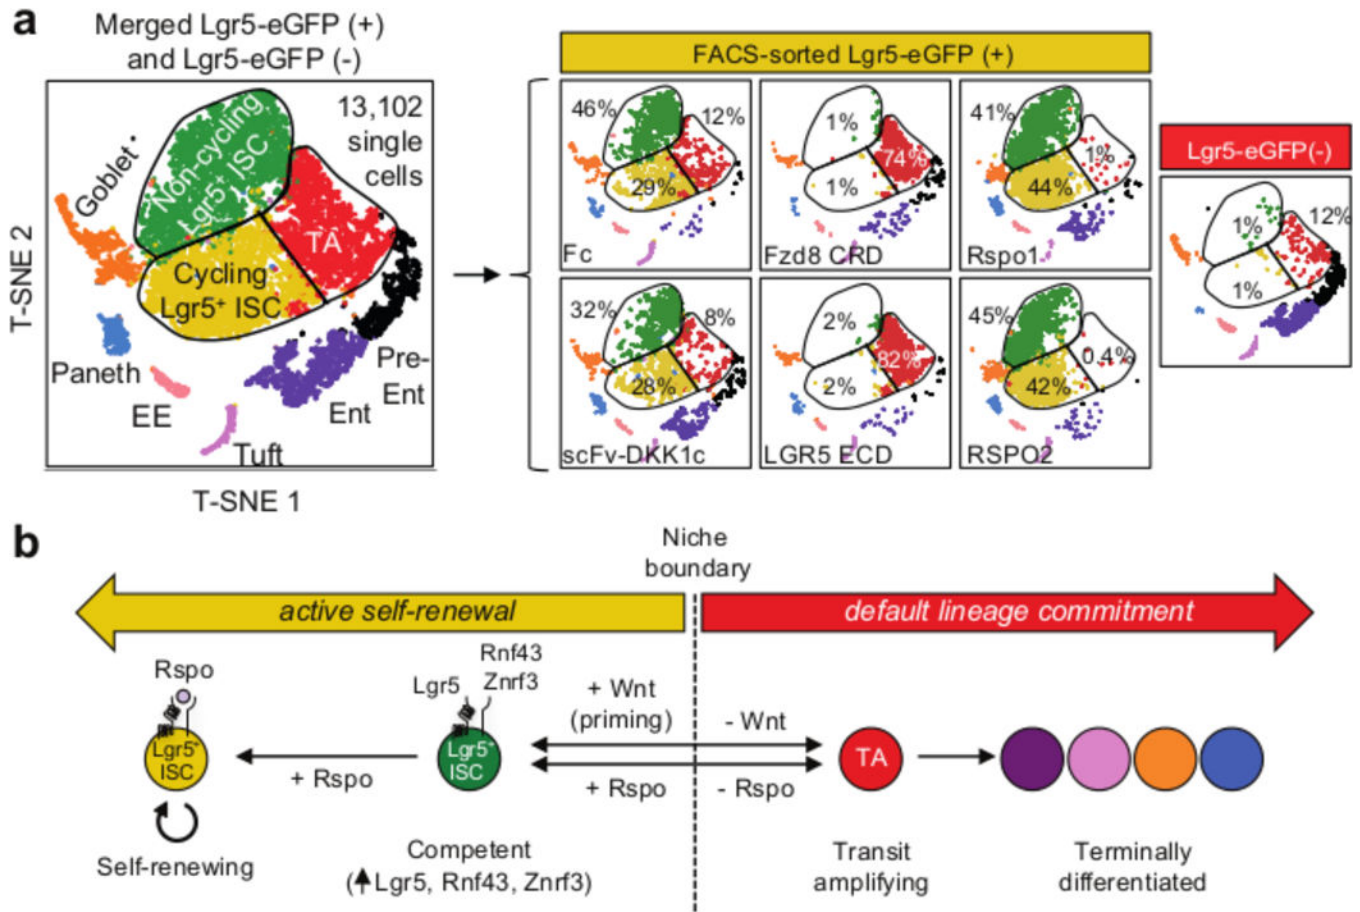 a
Merged Lgr5-eGFP (+)
and Lgr5-eGFP (-)
13,102
single
cells
Goblet
Non-cycling
Lgr5+ ISC
TA
Cycling
Lgr5+ ISC
Paneth
EE
Tuft
Ent
Pre-
Ent
T-SNE 2
T-SNE 1
FACS-sorted Lgr5-eGFP (+)
46%
12%
29%
Fc
1%
74%
1%
Fzd8 CRD
41%
1%
44%
Rspo1
32%
8%
28%
scFv-DKK1c
2%
82%
2%
LGR5 ECD
45%
0.4%
42%
RSPO2
Lgr5-eGFP(-)
1%
12%
1%
b
Niche
boundary
active self-renewal
default lineage commitment
Rspo
Lgr5+
ISC
Self-renewing
+ Rspo
Lgr5
Rnf43
Znrf3
Lgr5+
ISC
Competent
(↑Lgr5, Rnf43, Znrf3)
+ Wnt
(priming)
- Wnt
+ Rspo
- Rspo
TA
Transit
amplifying
Terminally
differentiated